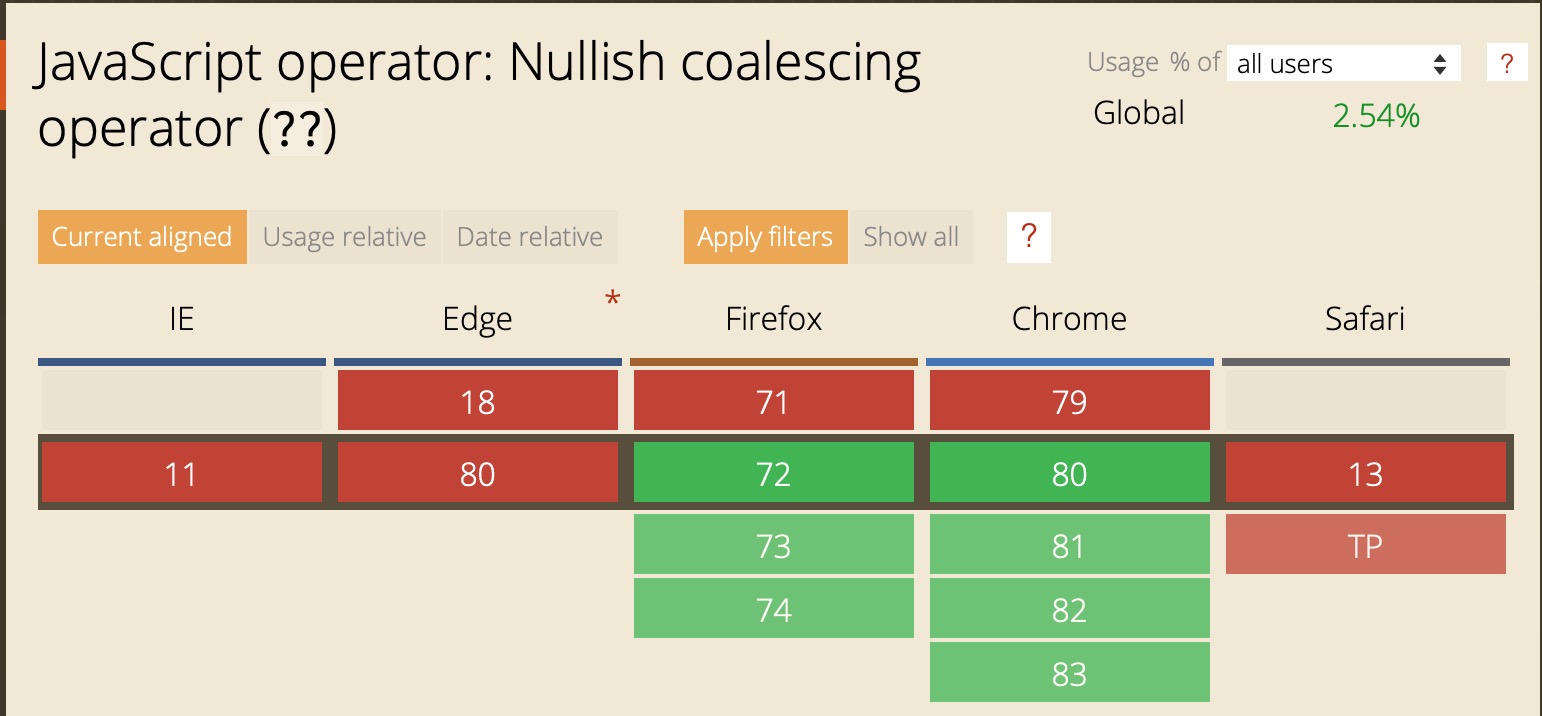 JavaScript operator: Nullish coalescing
operator (??)
Usage % of all users ?
Global 2.54%
Current aligned Usage relative Date relative Apply filters Show all ?
IE Edge * Firefox Chrome Safari
18 71 79
11 80 72 80 13
73 81 TP
74 82
83